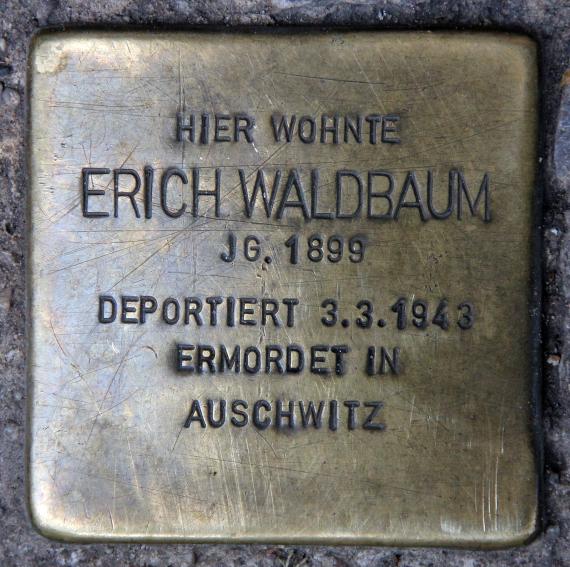 HIER WOHNTE
ERICH WALDBAUM
JG. 1899
DEPORTIERT 3.3.1943
ERMORDET IN
AUSCHWITZ